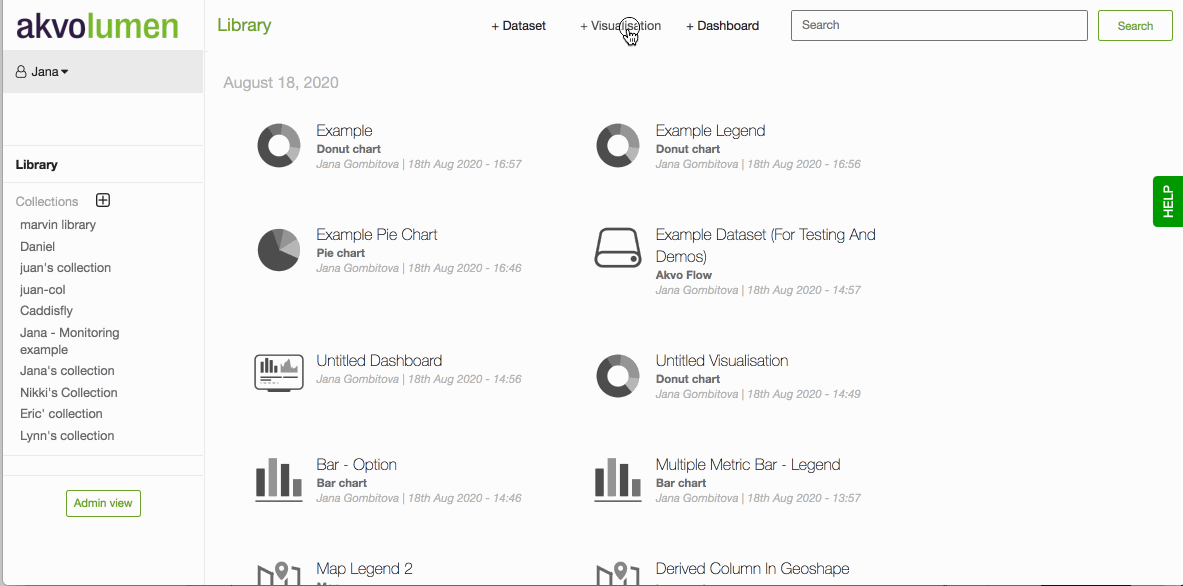 akvolumen
Library
+ Dataset
+ Visualisation
+ Dashboard
Search
Search
Jana
August 18, 2020
Library
Collections
marvin library
Daniel
juan's collection
juan-col
Caddisfly
Jana - Monitoring
example
Jana's collection
Nikki's Collection
Eric' collection
Lynn's collection
Admin view
Example
Donut chart
Jana Gombitova | 18th Aug 2020 - 16:57
Example Legend
Donut chart
Jana Gombitova | 18th Aug 2020 - 16:56
Example Pie Chart
Pie chart
Jana Gombitova | 18th Aug 2020 - 16:46
Example Dataset (For Testing And
Demos)
Akvo Flow
Jana Gombitova | 18th Aug 2020 - 14:57
Untitled Dashboard
Jana Gombitova | 18th Aug 2020 - 14:56
Untitled Visualisation
Donut chart
Jana Gombitova | 18th Aug 2020 - 14:49
Bar - Option
Bar chart
Jana Gombitova | 18th Aug 2020 - 14:46
Multiple Metric Bar - Legend
Bar chart
Jana Gombitova | 18th Aug 2020 - 13:57
Map Legend 2
Derived Column In Geoshape
HELP